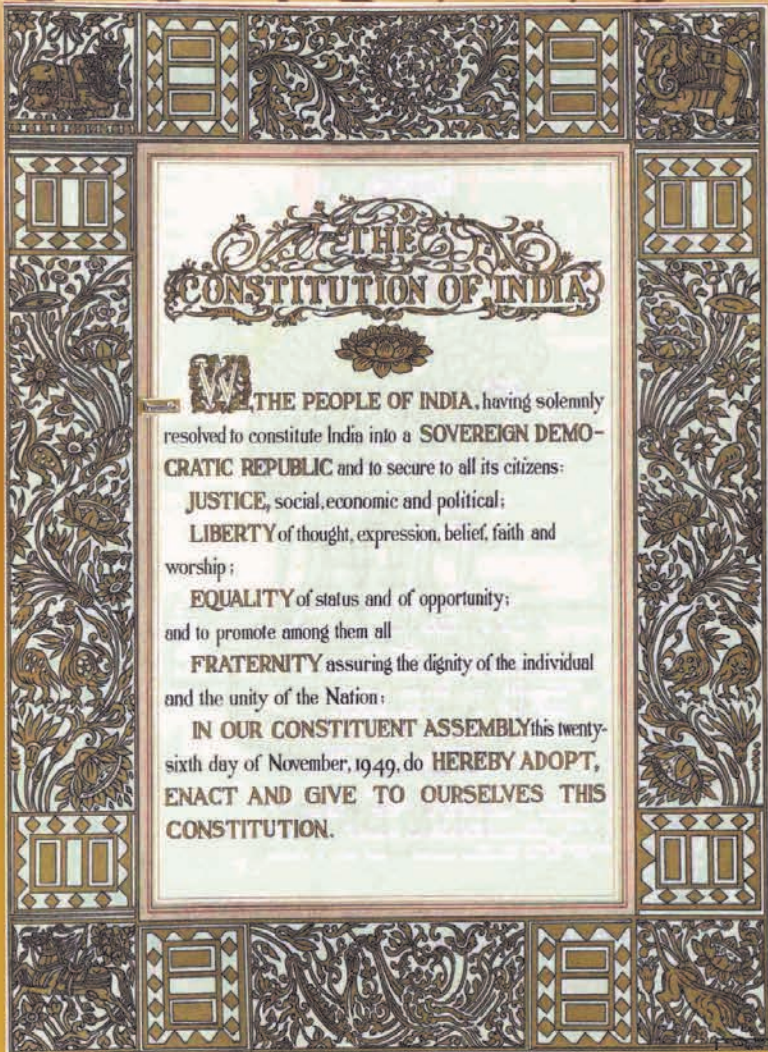 THE
CONSTITUTION OF INDIA
WE, THE PEOPLE OF INDIA, having solemnly
resolved to constitute India into a SOVEREIGN DEMO-
CRATIC REPUBLIC and to secure to all its citizens:
JUSTICE, social, economic and political;
LIBERTY of thought, expression, belief, faith and
worship;
EQUALITY of status and of opportunity;
and to promote among them all
FRATERNITY assuring the dignity of the individual
and the unity of the Nation;
IN OUR CONSTITUENT ASSEMBLY this twenty-
sixth day of November, 1949, do HEREBY ADOPT,
ENACT AND GIVE TO OURSELVES THIS
CONSTITUTION.